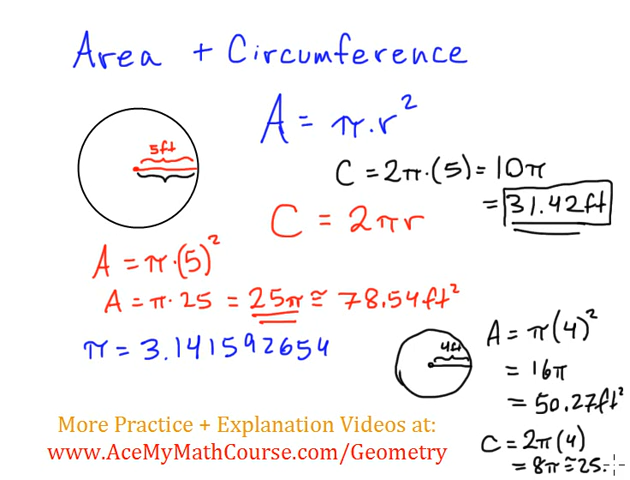 Area + Circumference
A = π·r²
5ft
C = 2π·(5) = 10π
= 31.42ft
C = 2πr
A = π·(5)²
A = π·25 = 25π ≅ 78.54ft²
π = 3.141592654
4ft
A = π(4)²
= 16π
= 50.27ft²
C = 2π(4)
= 8π≅25.
More Practice + Explanation Videos at:
www.AceMyMathCourse.com/Geometry